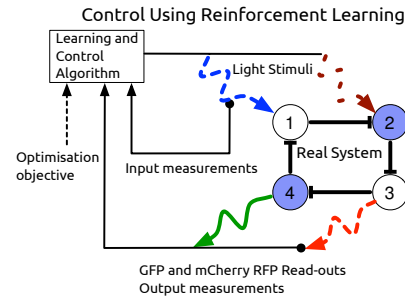 Control Using Reinforcement Learning
Learning and
Control
Algorithm
Light Stimuli
1
2
Real System
Optimisation
objective
Input measurements
4
3
GFP and mCherry RFP Read-outs
Output measurements